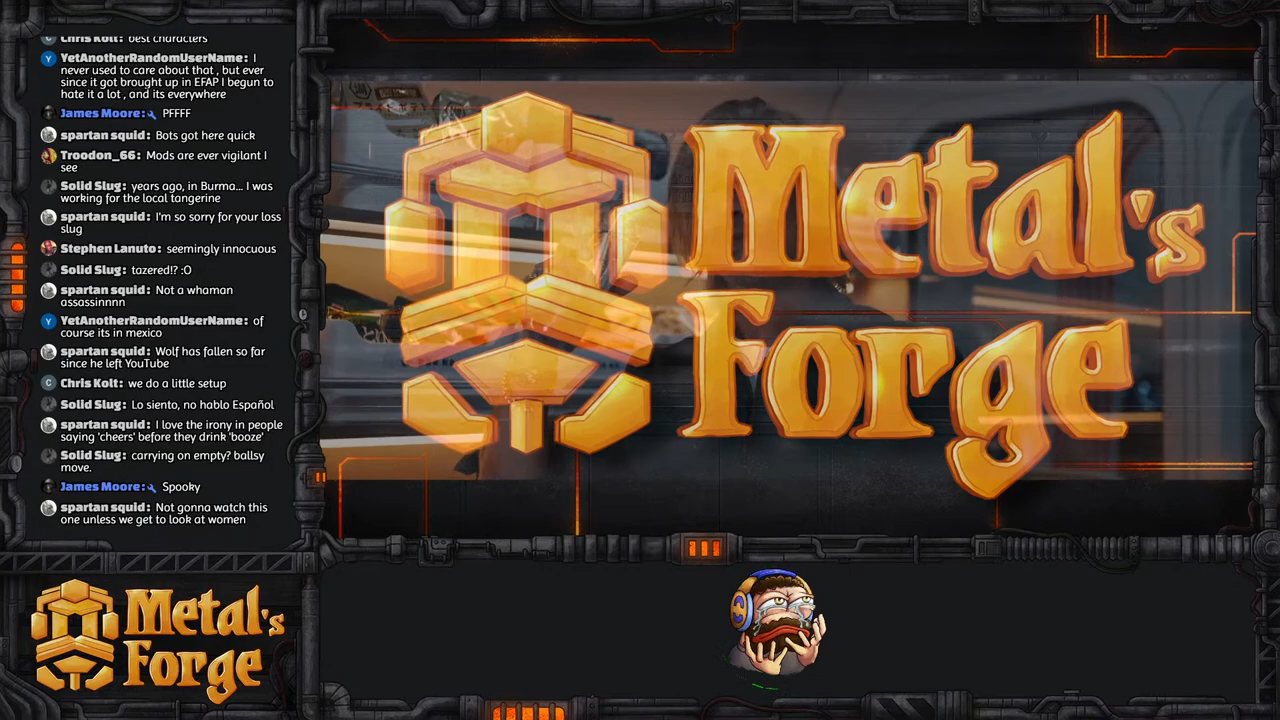 Chris Kolt: best characters
YetAnotherRandomUserName: I
never used to care about that , but ever
since it got brought up in EFAP I begun to
hate it a lot , and its everywhere
James Moore: PFFFF
spartan squid: Bots got here quick
Troodon_66: Mods are ever vigilant I
see
Solid Slug: years ago, in Burma... I was
working for the local tangerine
spartan squid: I'm so sorry for your loss
slug
Stephen Lanuto: seemingly innocuous
Solid Slug: tazered!? :O
spartan squid: Not a whaman
assassinnnn
YetAnotherRandomUserName: of
course its in mexico
spartan squid: Wolf has fallen so far
since he left YouTube
Chris Kolt: we do a little setup
Solid Slug: Lo siento, no hablo Español
spartan squid: I love the irony in people
saying 'cheers' before they drink 'booze'
Solid Slug: carrying on empty? ballsy
move.
James Moore: Spooky
spartan squid: Not gonna watch this
one unless we get to look at women
Metal's
Forge
Metal's
Forge